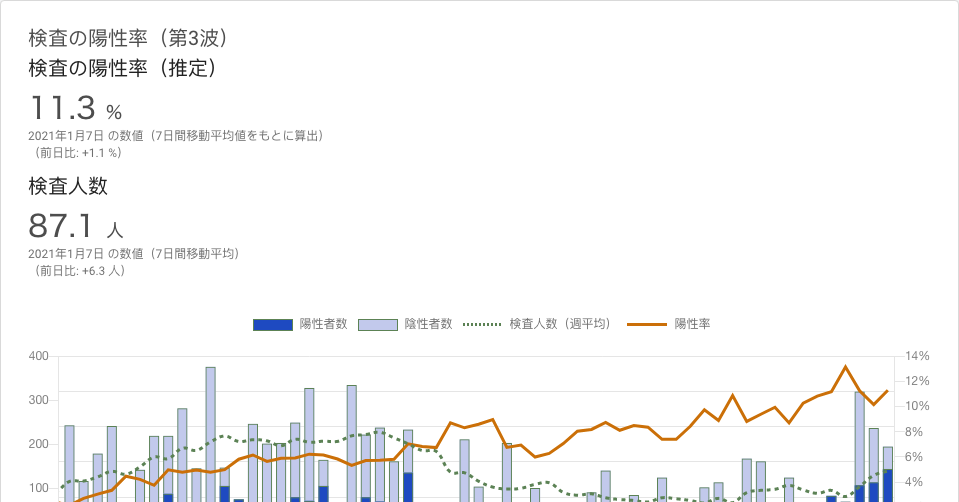 検査の陽性率（第3波）
検査の陽性率（推定）
11.3 %
2021年1月7日 の数値（7日間移動平均値をもとに算出）
（前日比: +1.1 %）
検査人数
87.1 人
2021年1月7日 の数値（7日間移動平均）
（前日比: +6.3 人）
陽性者数 陰性者数 検査人数（週平均） 陽性率
400 14%
12%
300 10%
200 8%
6%
100 4%